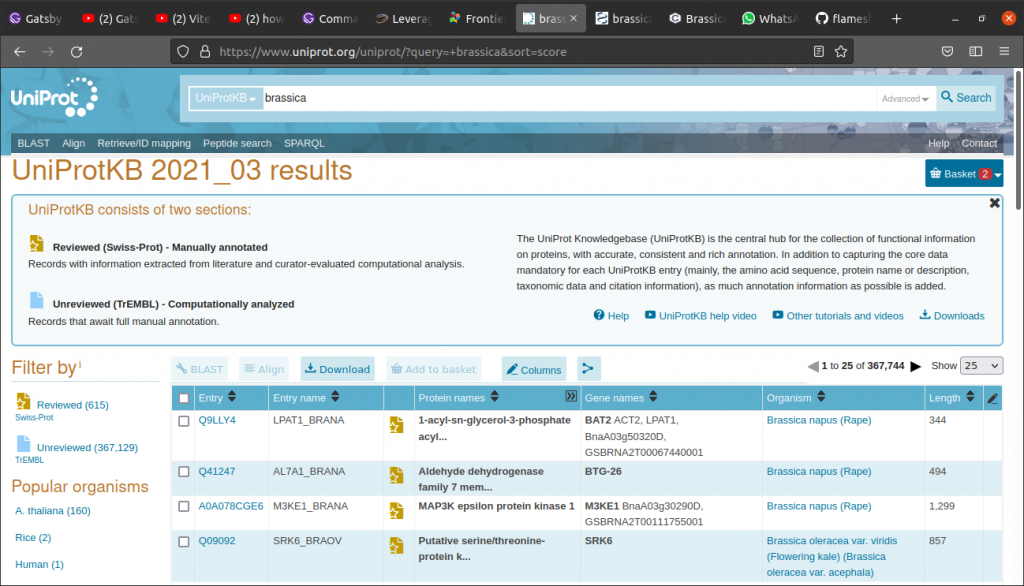 Gatsby
(2) Gats
(2) Vite
(2) how
Comma
Leverag
Frontie
brass
brassica
Brassic
WhatsA
flamesh
https://www.uniprot.org/uniprot/?query=+brassica&sort=score
UniProt
UniProtKB
brassica
Advanced
Search
BLAST Align Retrieve/ID mapping Peptide search SPARQL
Help Contact
UniProtKB 2021_03 results
Basket 2
UniProtKB consists of two sections:
Reviewed (Swiss-Prot) - Manually annotated
Records with information extracted from literature and curator-evaluated computational analysis.
Unreviewed (TrEMBL) - Computationally analyzed
Records that await full manual annotation.
The UniProt Knowledgebase (UniProtKB) is the central hub for the collection of functional information
on proteins, with accurate, consistent and rich annotation. In addition to capturing the core data
mandatory for each UniProtKB entry (mainly, the amino acid sequence, protein name or description,
taxonomic data and citation information), as much annotation information as possible is added.
Help UniProtKB help video Other tutorials and videos Downloads
Filter by i
Reviewed (615)
Swiss-Prot
Unreviewed (367,129)
TrEMBL
Popular organisms
A. thaliana (160)
Rice (2)
Human (1)
BLAST Align Download Add to basket Columns
1 to 25 of 367,744 Show 25
Entry Entry name Protein names Gene names Organism Length
Q9LLY4 LPAT1_BRANA 1-acyl-sn-glycerol-3-phosphate BAT2 ACT2, LPAT1, Brassica napus (Rape) 344
acyl... BnaA03g50320D,
GSBRNA2T00067440001
Q41247 AL7A1_BRANA Aldehyde dehydrogenase BTG-26 Brassica napus (Rape) 494
family 7 mem...
A0A078CGE6 M3KE1_BRANA MAP3K epsilon protein kinase 1 M3KE1 BnaA03g30290D, Brassica napus (Rape) 1,299
GSBRNA2T00111755001
Q09092 SRK6_BRAOV Putative serine/threonine- SRK6 Brassica oleracea var. viridis 857
protein k... (Flowering kale) (Brassica
oleracea var. acephala)